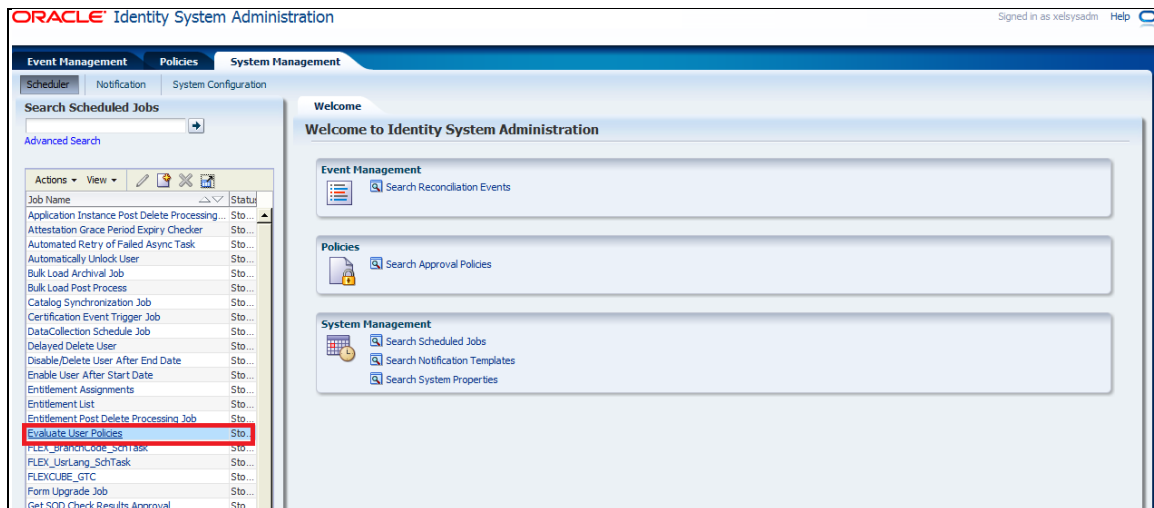 ORACLE Identity System Administration
Signed in as xelsysadm Help
Event Management Policies System Management
Scheduler Notification System Configuration
Search Scheduled Jobs
Advanced Search
Actions View
Job Name Status
Application Instance Post Delete Processing... Sto...
Attestation Grace Period Expiry Checker Sto...
Automated Retry of Failed Async Task Sto...
Automatically Unlock User Sto...
Bulk Load Archival Job Sto...
Bulk Load Post Process Sto...
Catalog Synchronization Job Sto...
Certification Event Trigger Job Sto...
DataCollection Schedule Job Sto...
Delayed Delete User Sto...
Disable/Delete User After End Date Sto...
Enable User After Start Date Sto...
Entitlement Assignments Sto...
Entitlement List Sto...
Entitlement Post Delete Processing Job Sto...
Evaluate User Policies Sto...
FLEX_BranchCode_SchTask Sto...
FLEX_UsrLang_SchTask Sto...
FLEXCUBE_GTC Sto...
Form Upgrade Job Sto...
Get SOD Check Results Approval Sto...
Welcome
Welcome to Identity System Administration
Event Management
Search Reconciliation Events
Policies
Search Approval Policies
System Management
Search Scheduled Jobs
Search Notification Templates
Search System Properties